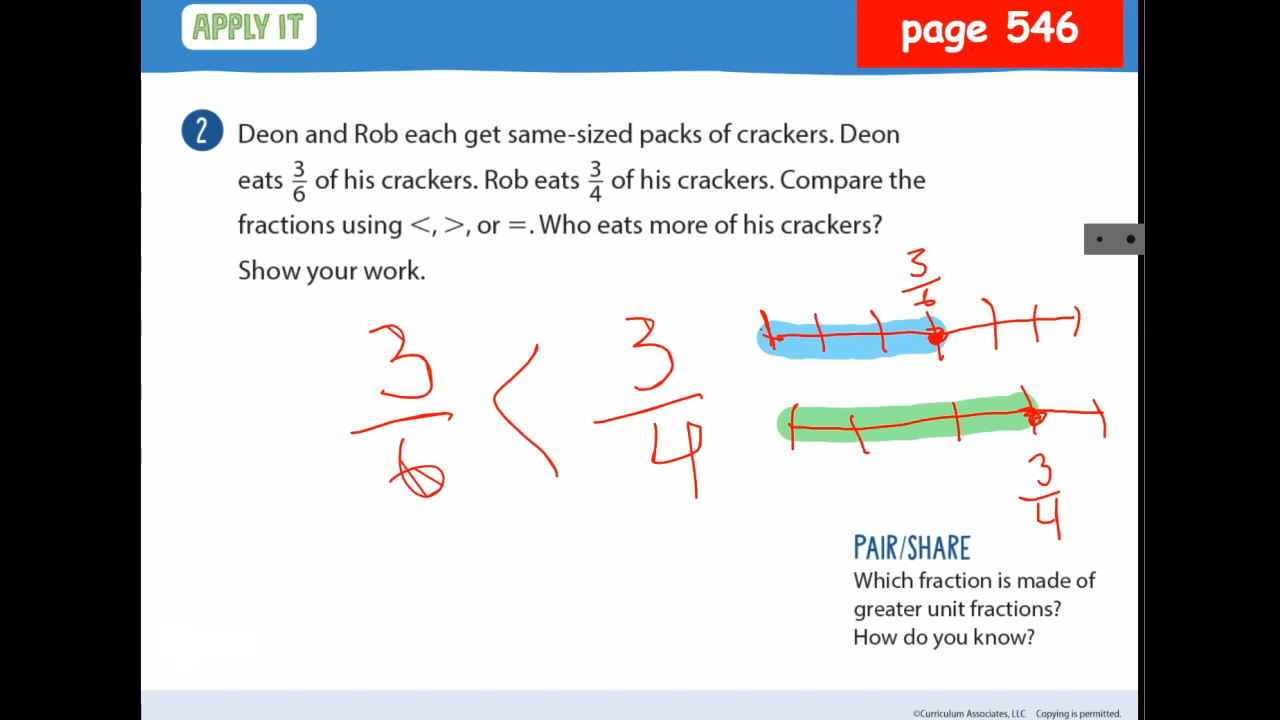 APPLY IT
page 546
2 Deon and Rob each get same-sized packs of crackers. Deon
eats 3/6 of his crackers. Rob eats 3/4 of his crackers. Compare the
fractions using <, >, or =. Who eats more of his crackers?
Show your work.
3/6
3/6 < 3/4
3/4
PAIR/SHARE
Which fraction is made of
greater unit fractions?
How do you know?
©Curriculum Associates, LLC Copying is permitted.